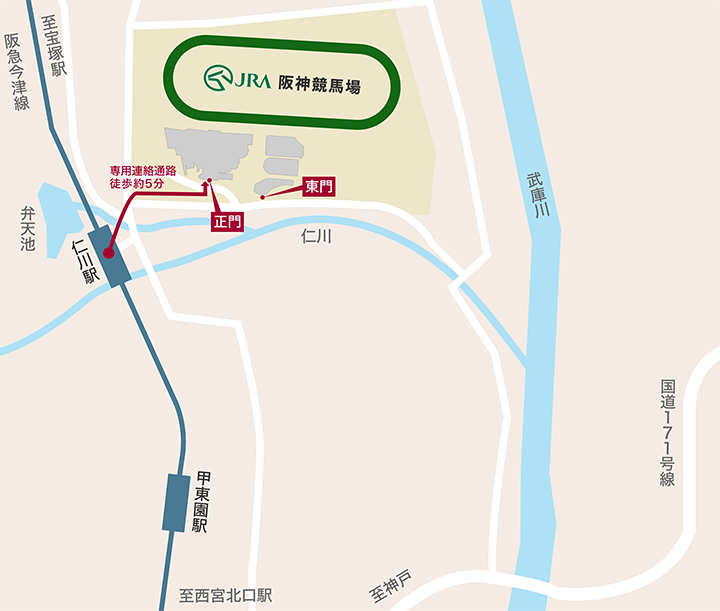 至宝塚駅
阪急今津線
JRA 阪神競馬場
専用連絡通路
徒歩約5分
東門
正門
武庫川
弁天池
仁川駅
仁川
国道171号線
甲東園駅
至西宮北口駅
至神戸